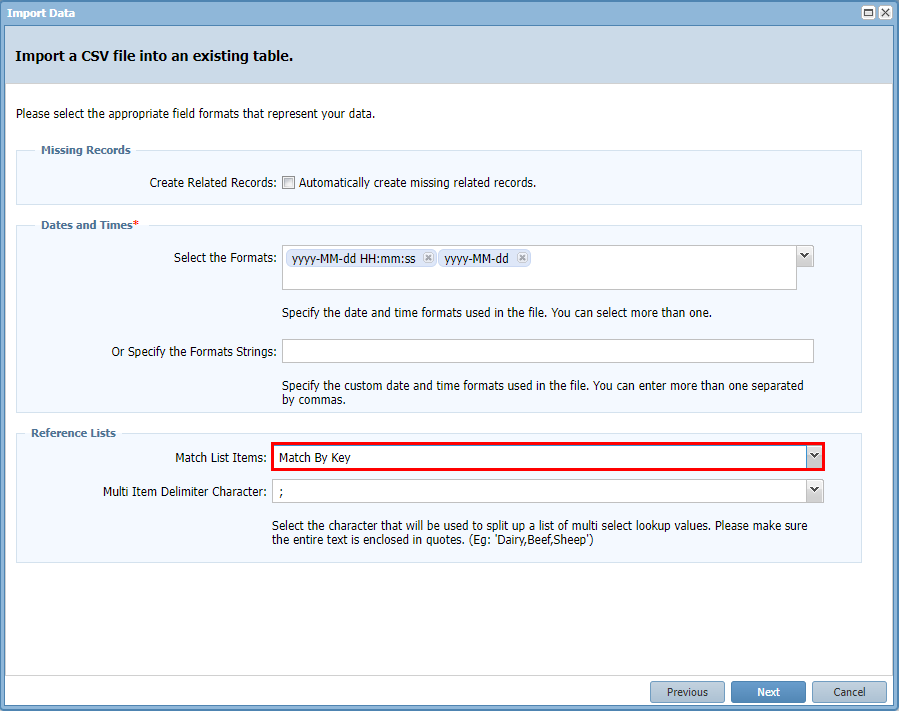 Import Data
Import a CSV file into an existing table.
Please select the appropriate field formats that represent your data.
Missing Records
Create Related Records: Automatically create missing related records.
Dates and Times*
Select the Formats: yyyy-MM-dd HH:mm:ss yyyy-MM-dd
Specify the date and time formats used in the file. You can select more than one.
Or Specify the Formats Strings:
Specify the custom date and time formats used in the file. You can enter more than one separated
by commas.
Reference Lists
Match List Items: Match By Key
Multi Item Delimiter Character: ;
Select the character that will be used to split up a list of multi select lookup values. Please make sure
the entire text is enclosed in quotes. (Eg: 'Dairy,Beef,Sheep')
Previous Next Cancel